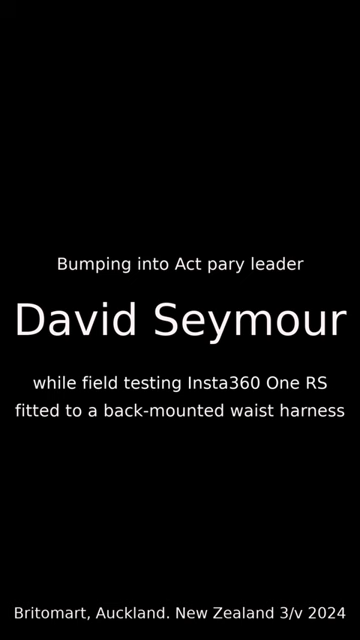 Bumping into Act pary leader
David Seymour
while field testing Insta360 One RS
fitted to a back-mounted waist harness
Britomart, Auckland. New Zealand 3/v 2024